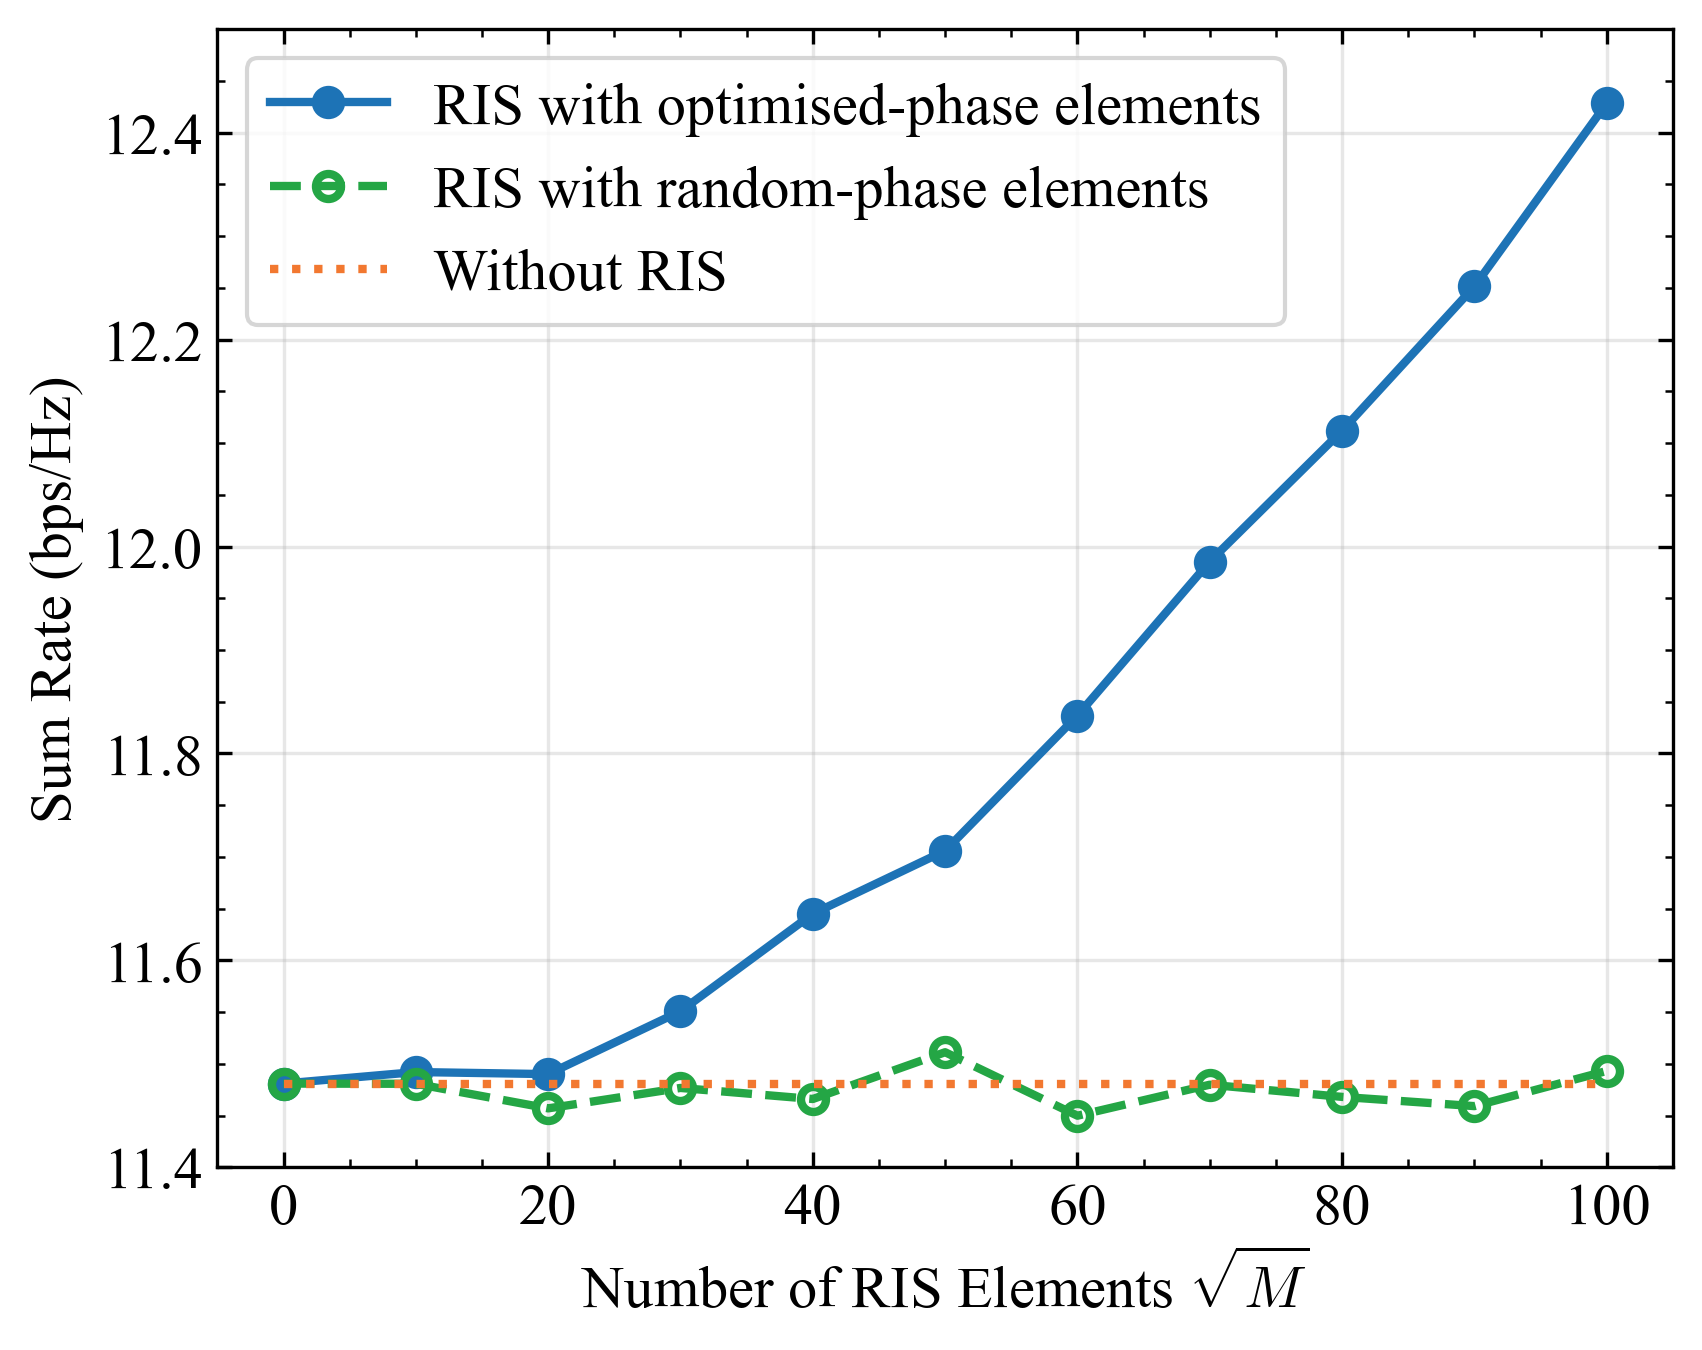 RIS with optimised-phase elements
RIS with random-phase elements
Without RIS
12.4
12.2
12.0
11.8
11.6
11.4
Sum Rate (bps/Hz)
0 20 40 60 80 100
Number of RIS Elements √M